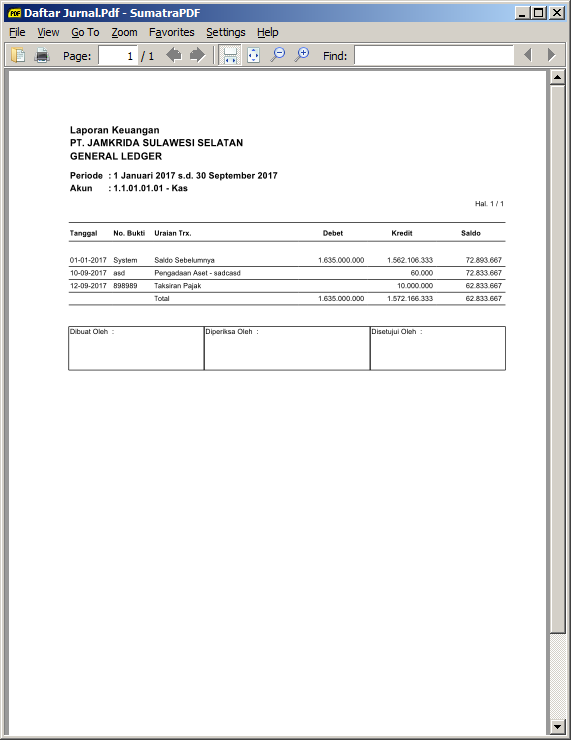 Daftar Jurnal.Pdf - SumatraPDF
File View Go To Zoom Favorites Settings Help
Page: 1 / 1 Find:
Laporan Keuangan
PT. JAMKRIDA SULAWESI SELATAN
GENERAL LEDGER
Periode : 1 Januari 2017 s.d. 30 September 2017
Akun : 1.1.01.01.01 - Kas
Hal. 1 / 1
Tanggal No. Bukti Uraian Trx. Debet Kredit Saldo
01-01-2017 System Saldo Sebelumnya 1.635.000.000 1.562.106.333 72.893.667
10-09-2017 asd Pengadaan Aset - sadcasd 60.000 72.833.667
12-09-2017 898989 Taksiran Pajak 10.000.000 62.833.667
Total 1.635.000.000 1.572.166.333 62.833.667
Dibuat Oleh : Diperiksa Oleh : Disetujui Oleh :